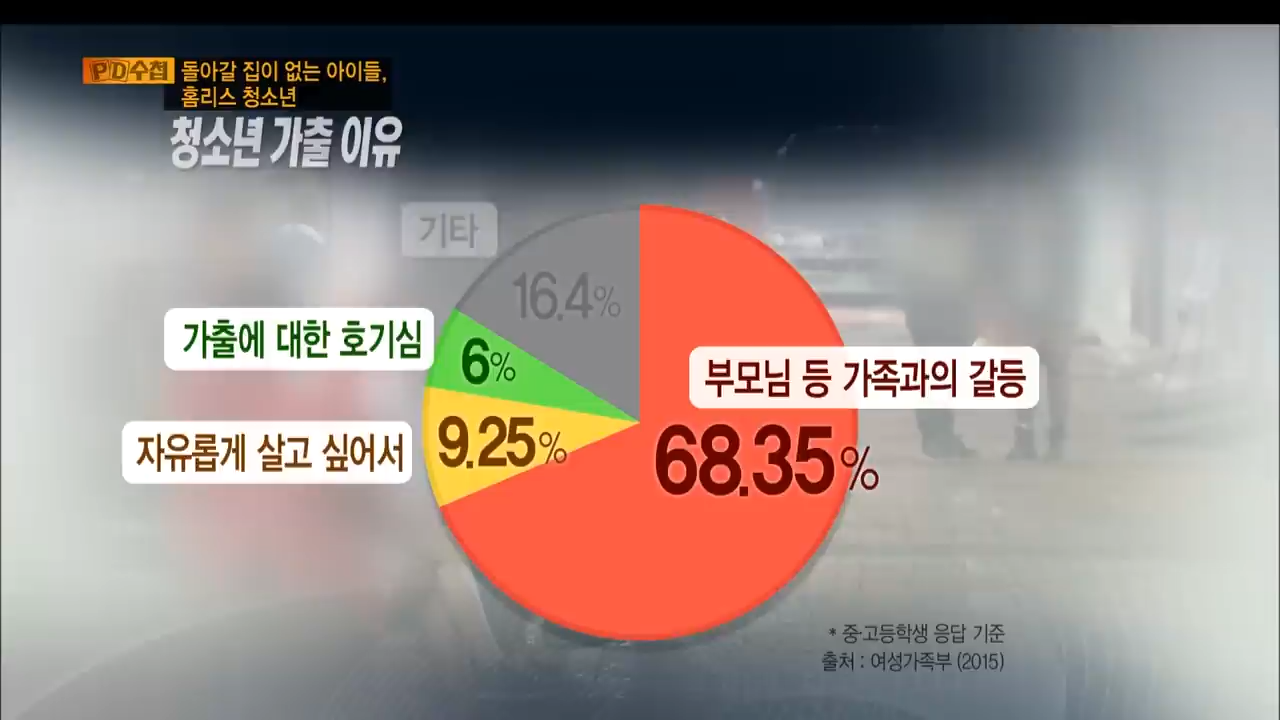 PD수첩 돌아갈 집이 없는 아이들,
홈리스 청소년
청소년 가출 이유
기타
16.4%
가출에 대한 호기심
6%
자유롭게 살고 싶어서
9.25%
부모님 등 가족과의 갈등
68.35%
* 중·고등학생 응답 기준
출처 : 여성가족부 (2015)